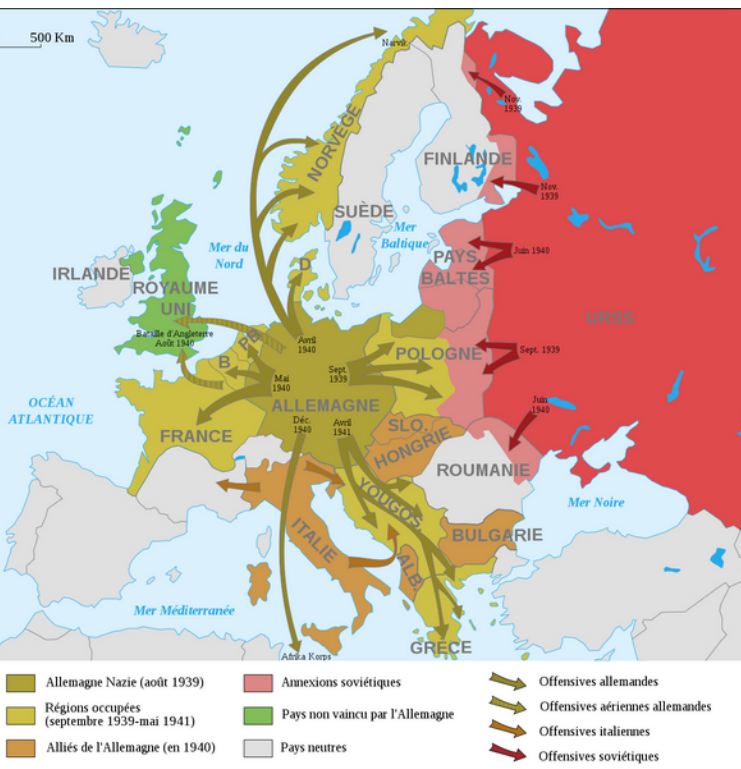 500 Km
Narvik
Nov.
1939
NORVÈGE
FINLANDE
Nov.
1939
SUÈDE
Mer
Baltique
Mer du
Nord
Juin 1940
PAYS
BALTES
D
IRLANDE
ROYAUME
UNI
URSS
Bataille d'Angleterre
Août 1940
PB
B
Avril
1940
Sept.
1939
POLOGNE
Sept. 1939
Mai
1940
OCÉAN
ATLANTIQUE
ALLEMAGNE
Juin
1940
Déc.
1940
Avril
1941
FRANCE
SLO.
HONGRIE
ROUMANIE
YOUGOS.
Mer Noire
ITALIE
BULGARIE
ALB.
Mer Méditerranée
GRÈCE
Afrika Korps
Allemagne Nazie (août 1939)
Régions occupées
(septembre 1939-mai 1941)
Alliés de l'Allemagne (en 1940)
Annexions soviétiques
Pays non vaincu par l'Allemagne
Pays neutres
Offensives allemandes
Offensives aériennes allemandes
Offensives italiennes
Offensives soviétiques